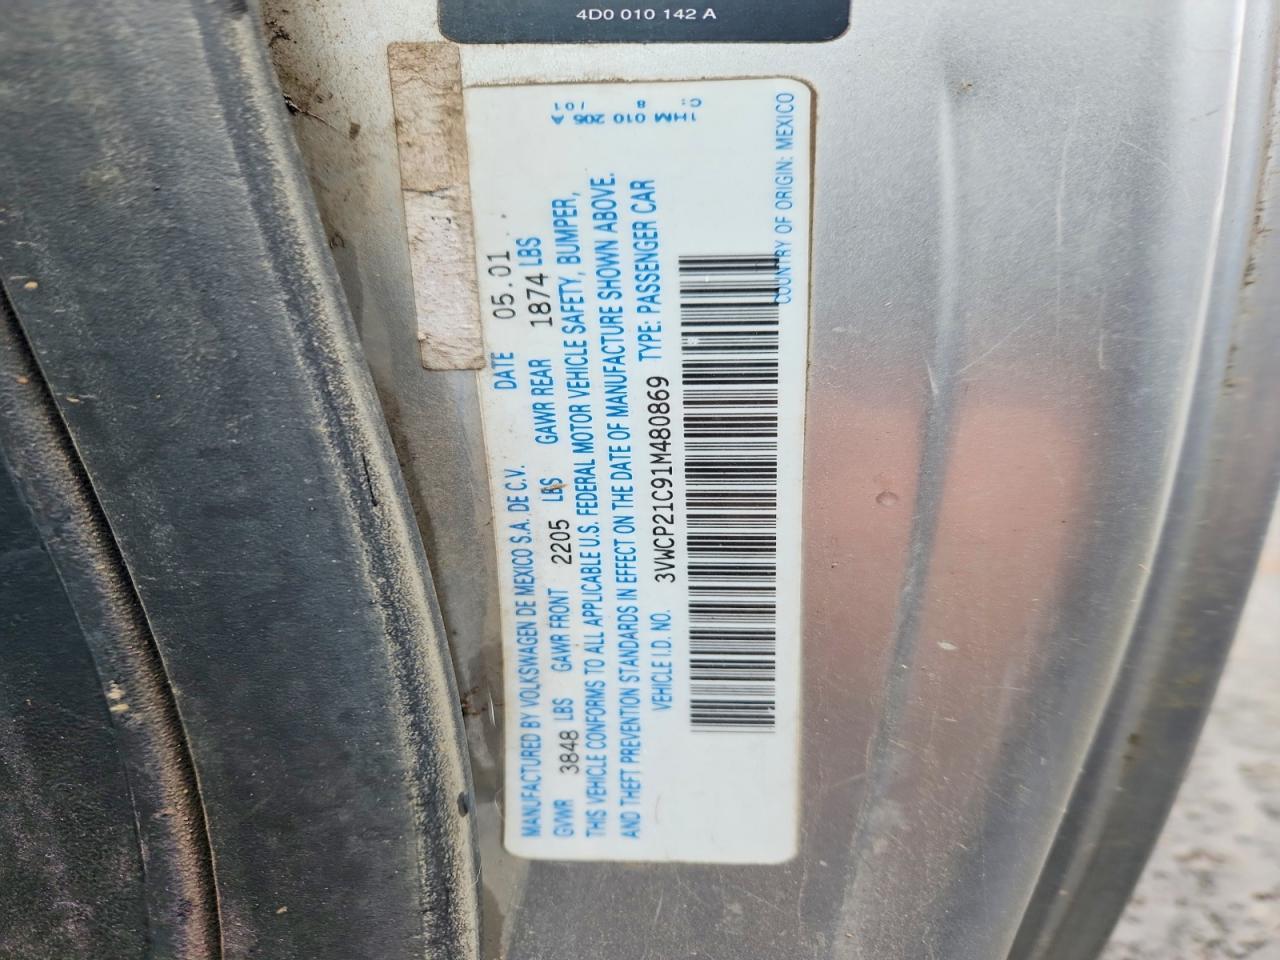 4D0 010 142 A
MANUFACTURED BY VOLKSWAGEN DE MEXICO S.A. DE C.V. DATE 05.01
GVWR 3848 LBS GAWR FRONT 2205 LBS GAWR REAR 1874 LBS
THIS VEHICLE CONFORMS TO ALL APPLICABLE U.S. FEDERAL MOTOR VEHICLE SAFETY, BUMPER,
AND THEFT PREVENTION STANDARDS IN EFFECT ON THE DATE OF MANUFACTURE SHOWN ABOVE.
VEHICLE I.D. NO. 3VWCP21C91M480869 TYPE: PASSENGER CAR
COUNTRY OF ORIGIN: MEXICO